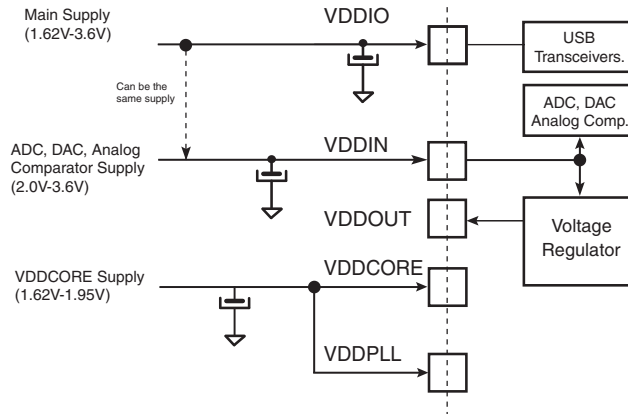 Main Supply
(1.62V-3.6V)
VDDIO
USB
Transceivers.
Can be the
same supply
ADC, DAC
Analog Comp.
ADC, DAC, Analog
Comparator Supply
(2.0V-3.6V)
VDDIN
VDDOUT
Voltage
Regulator
VDDCORE Supply
(1.62V-1.95V)
VDDCORE
VDDPLL